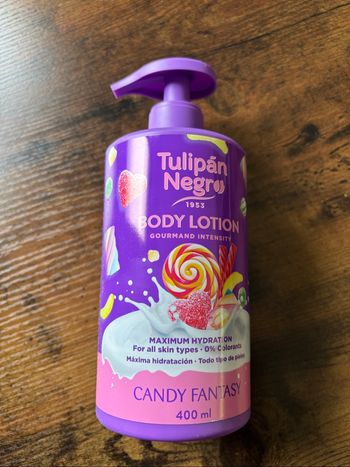 Tulipán
Negro
1953
BODY LOTION
GOURMAND INTENSITY
MAXIMUM HYDRATION
For all skin types · 0% Colorants
Máxima hidratación · Todo tipo de pieles
CANDY FANTASY
400 ml